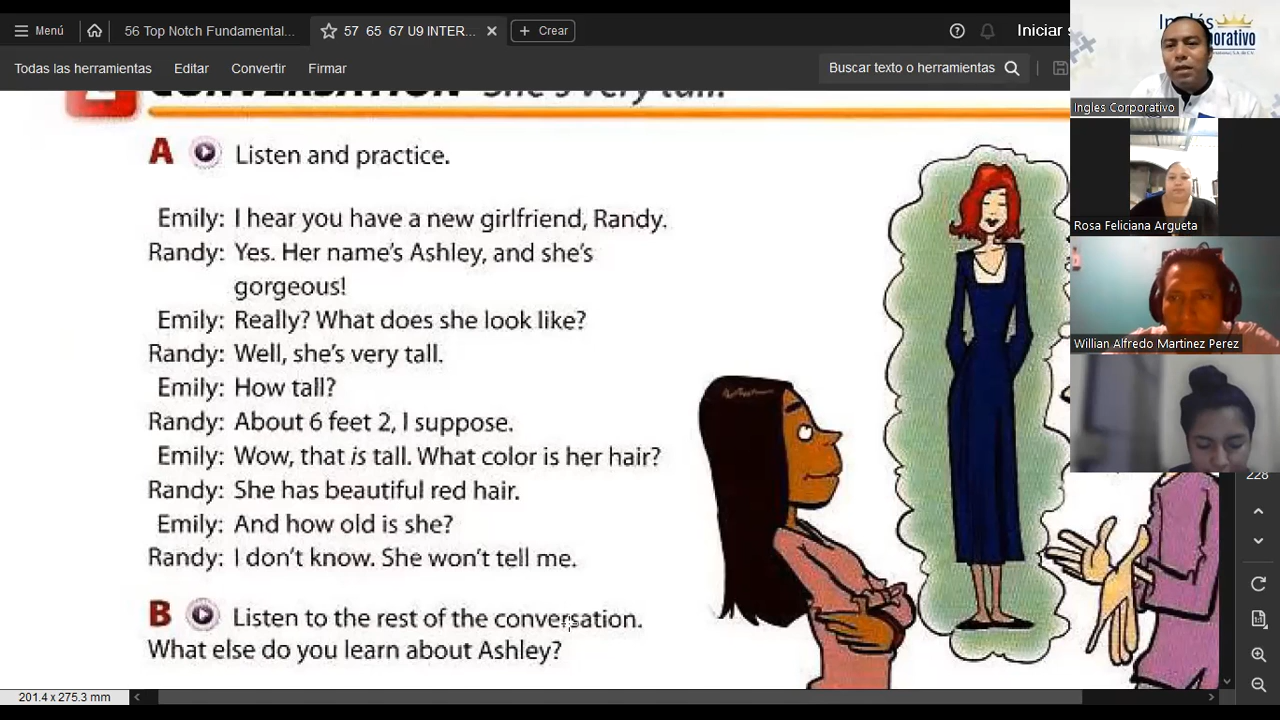 Menú
56 Top Notch Fundamental...
57 65 67 U9 INTER...
Crear
Iniciar s
Todas las herramientas
Editar
Convertir
Firmar
Buscar texto o herramientas
CONVERSATION She's very tall.
A Listen and practice.
Emily: I hear you have a new girlfriend, Randy.
Randy: Yes. Her name's Ashley, and she's
gorgeous!
Emily: Really? What does she look like?
Randy: Well, she's very tall.
Emily: How tall?
Randy: About 6 feet 2, I suppose.
Emily: Wow, that is tall. What color is her hair?
Randy: She has beautiful red hair.
Emily: And how old is she?
Randy: I don't know. She won't tell me.
B Listen to the rest of the conversation.
What else do you learn about Ashley?
201.4 x 275.3 mm
Inglés
Ingles Corporativo
Rosa Feliciana Argueta
Willian Alfredo Martinez Perez
228